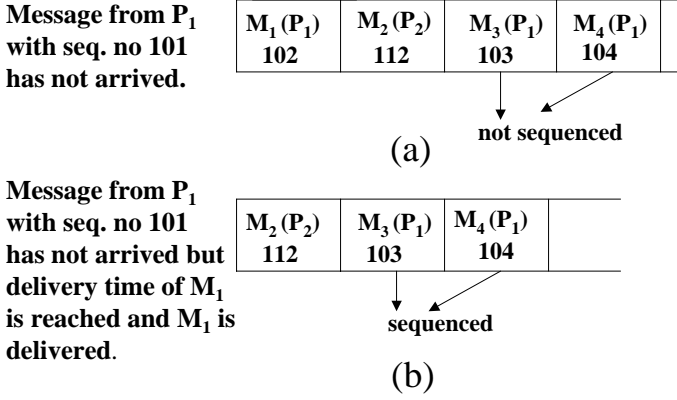 Message from P1
with seq. no 101
has not arrived.
M1(P1) M2(P2) M3(P1) M4(P1)
102 112 103 104
not sequenced
(a)
Message from P1
with seq. no 101
has not arrived but
delivery time of M1
is reached and M1 is
delivered.
M2(P2) M3(P1) M4(P1)
112 103 104
sequenced
(b)